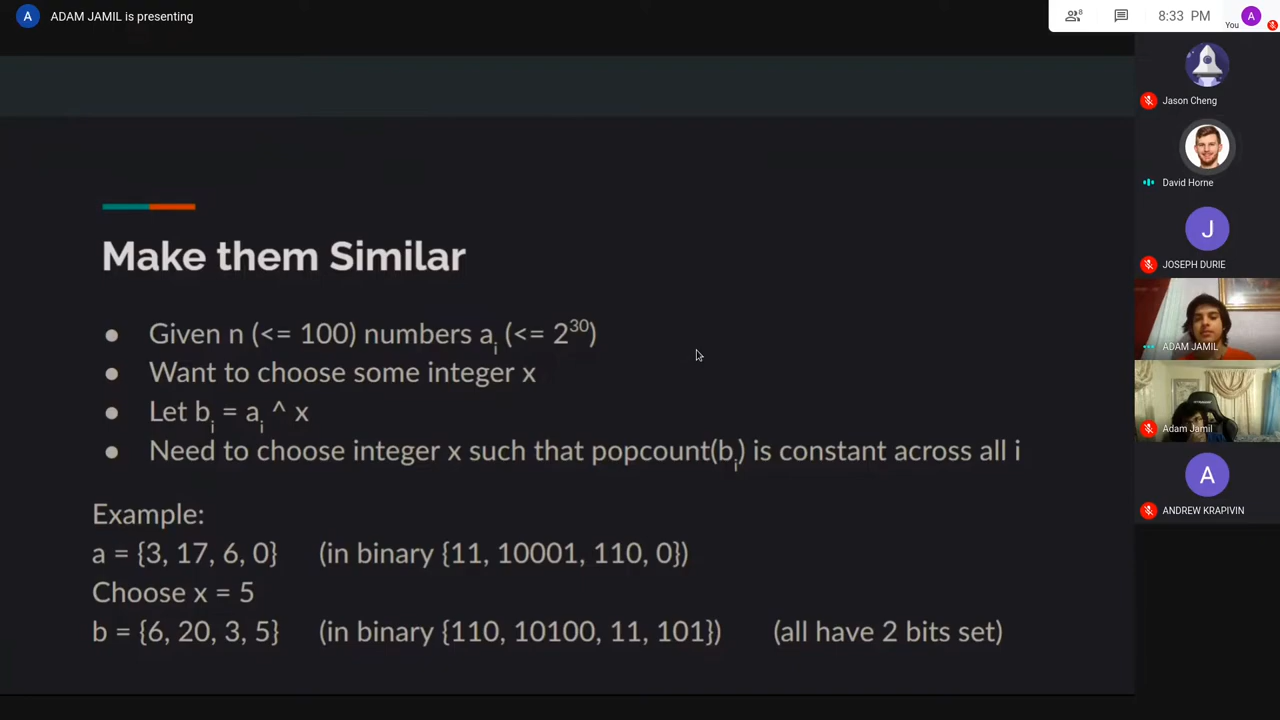 A ADAM JAMIL is presenting
8
8:33 PM
You
A
Jason Cheng
David Horne
J
JOSEPH DURIE
ADAM JAMIL
Adam Jamil
A
ANDREW KRAPIVIN
Make them Similar
● Given n (<= 100) numbers aᵢ (<= 2³⁰)
● Want to choose some integer x
● Let bᵢ = aᵢ ^ x
● Need to choose integer x such that popcount(bᵢ) is constant across all i
Example:
a = {3, 17, 6, 0} (in binary {11, 10001, 110, 0})
Choose x = 5
b = {6, 20, 3, 5} (in binary {110, 10100, 11, 101}) (all have 2 bits set)